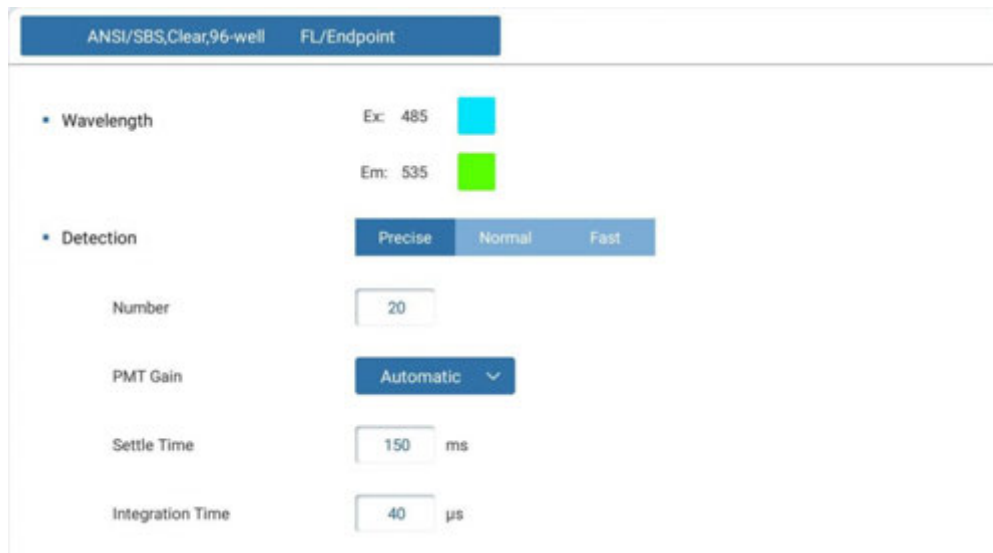 ANSI/SBS,Clear,96-well FL/Endpoint
Wavelength Ex: 485
Em: 535
Detection Precise Normal Fast
Number 20
PMT Gain Automatic
Settle Time 150 ms
Integration Time 40 µs